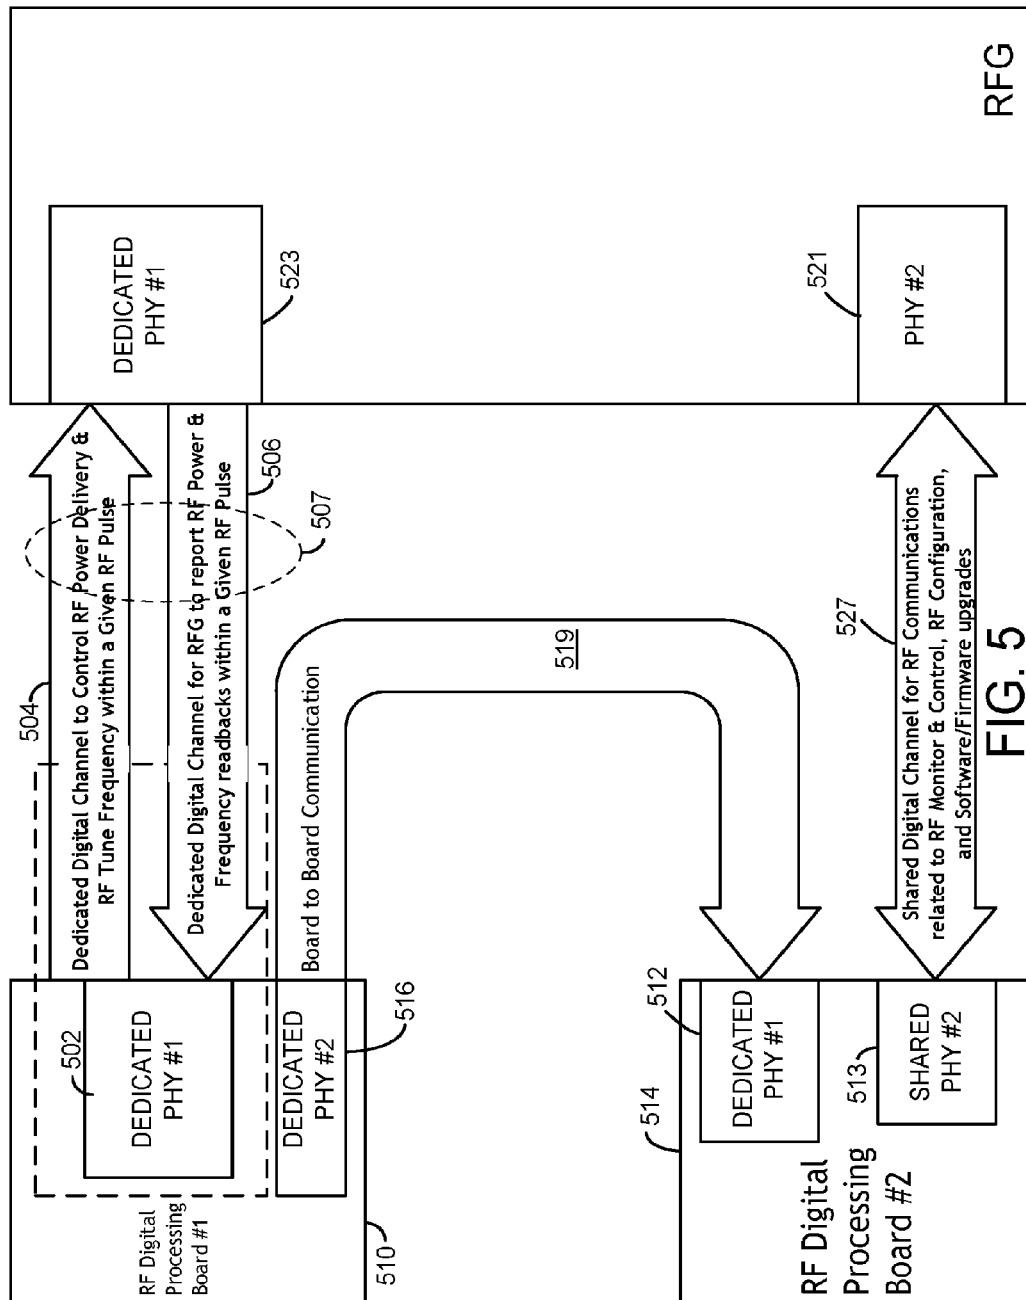 RF Digital
Processing
Board #1
510
DEDICATED
PHY #1
502
DEDICATED
PHY #2
516
504
Dedicated Digital Channel to Control RF Power Delivery &
RF Tune Frequency within a Given RF Pulse
Dedicated Digital Channel for RFG to report RF Power &
Frequency readbacks within a Given RF Pulse
506
507
Board to Board Communication
519
DEDICATED
PHY #1
523
RFG
PHY #2
521
RF Digital
Processing
Board #2
514
DEDICATED
PHY #1
512
SHARED
PHY #2
513
Shared Digital Channel for RF Communications
related to RF Monitor & Control, RF Configuration,
and Software/Firmware upgrades
527
FIG. 5